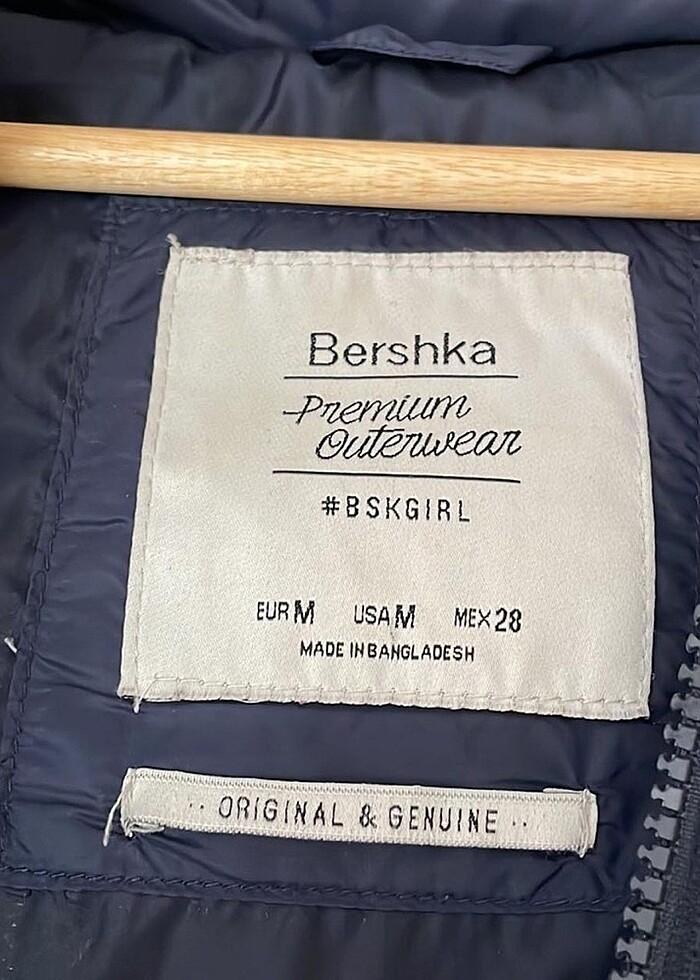 Bershka
Premium
Outerwear
#BSKGIRL
EUR M USA M MEX 28
MADE IN BANGLADESH
·· ORIGINAL & GENUINE ··